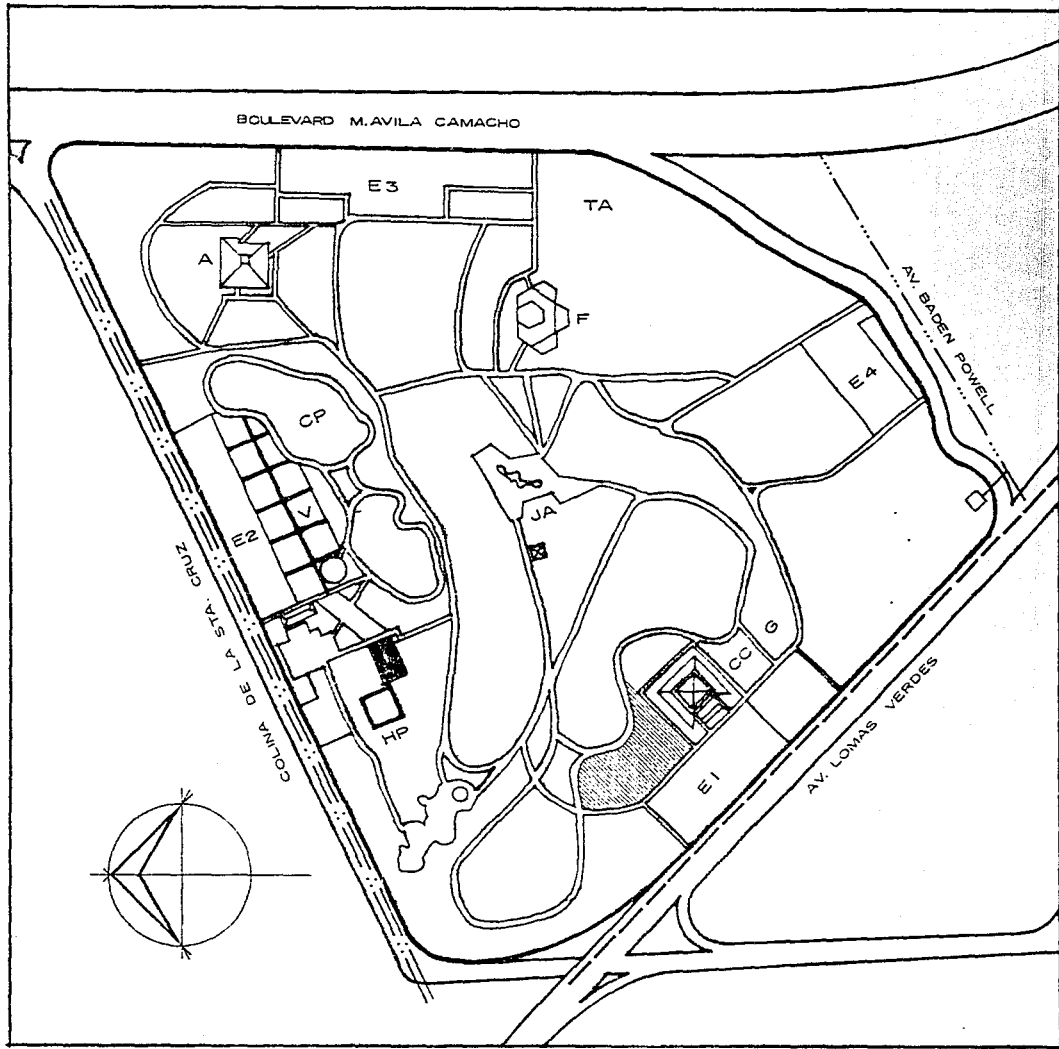 BOULEVARD M. AVILA CAMACHO
E3
TA
A
F
AV. BADEN POWELL
E4
CP
V
E2
JA
COLINA DE LA STA. CRUZ
G
CC
HP
AV. LOMAS VERDES
E1